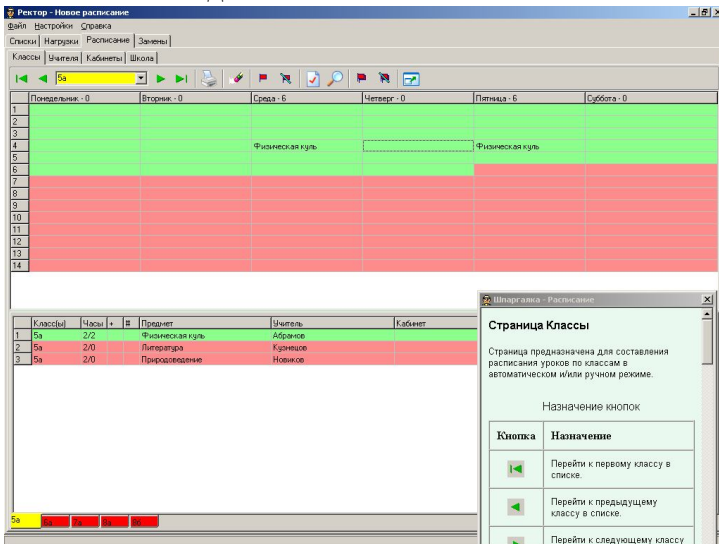 Ректор - Новое расписание
Файл Настройки Справка
Списки Нагрузки Расписание Замены
Классы Учителя Кабинеты Школа
5а
Понедельник - 0 Вторник - 0 Среда - 6 Четверг - 0 Пятница - 6 Суббота - 0
1
2
3
4 Физическая куль Физическая куль
5
6
7
8
9
10
11
12
13
14
Класс(ы) Часы + # Предмет Учитель Кабинет
1 5а 2/2 Физическая куль Абрамов
2 5а 2/0 Литература Кузнецов
3 5а 2/0 Природоведение Новиков
5а 6а 7а 8а 8б
Шпаргалка - Расписание
Страница Классы
Страница предназначена для составления
расписания уроков по классам в
автоматическом и/или ручном режиме.
Назначение кнопок
Кнопка Назначение
Перейти к первому классу в
списке.
Перейти к предыдущему
классу в списке.
Перейти к следующему классу